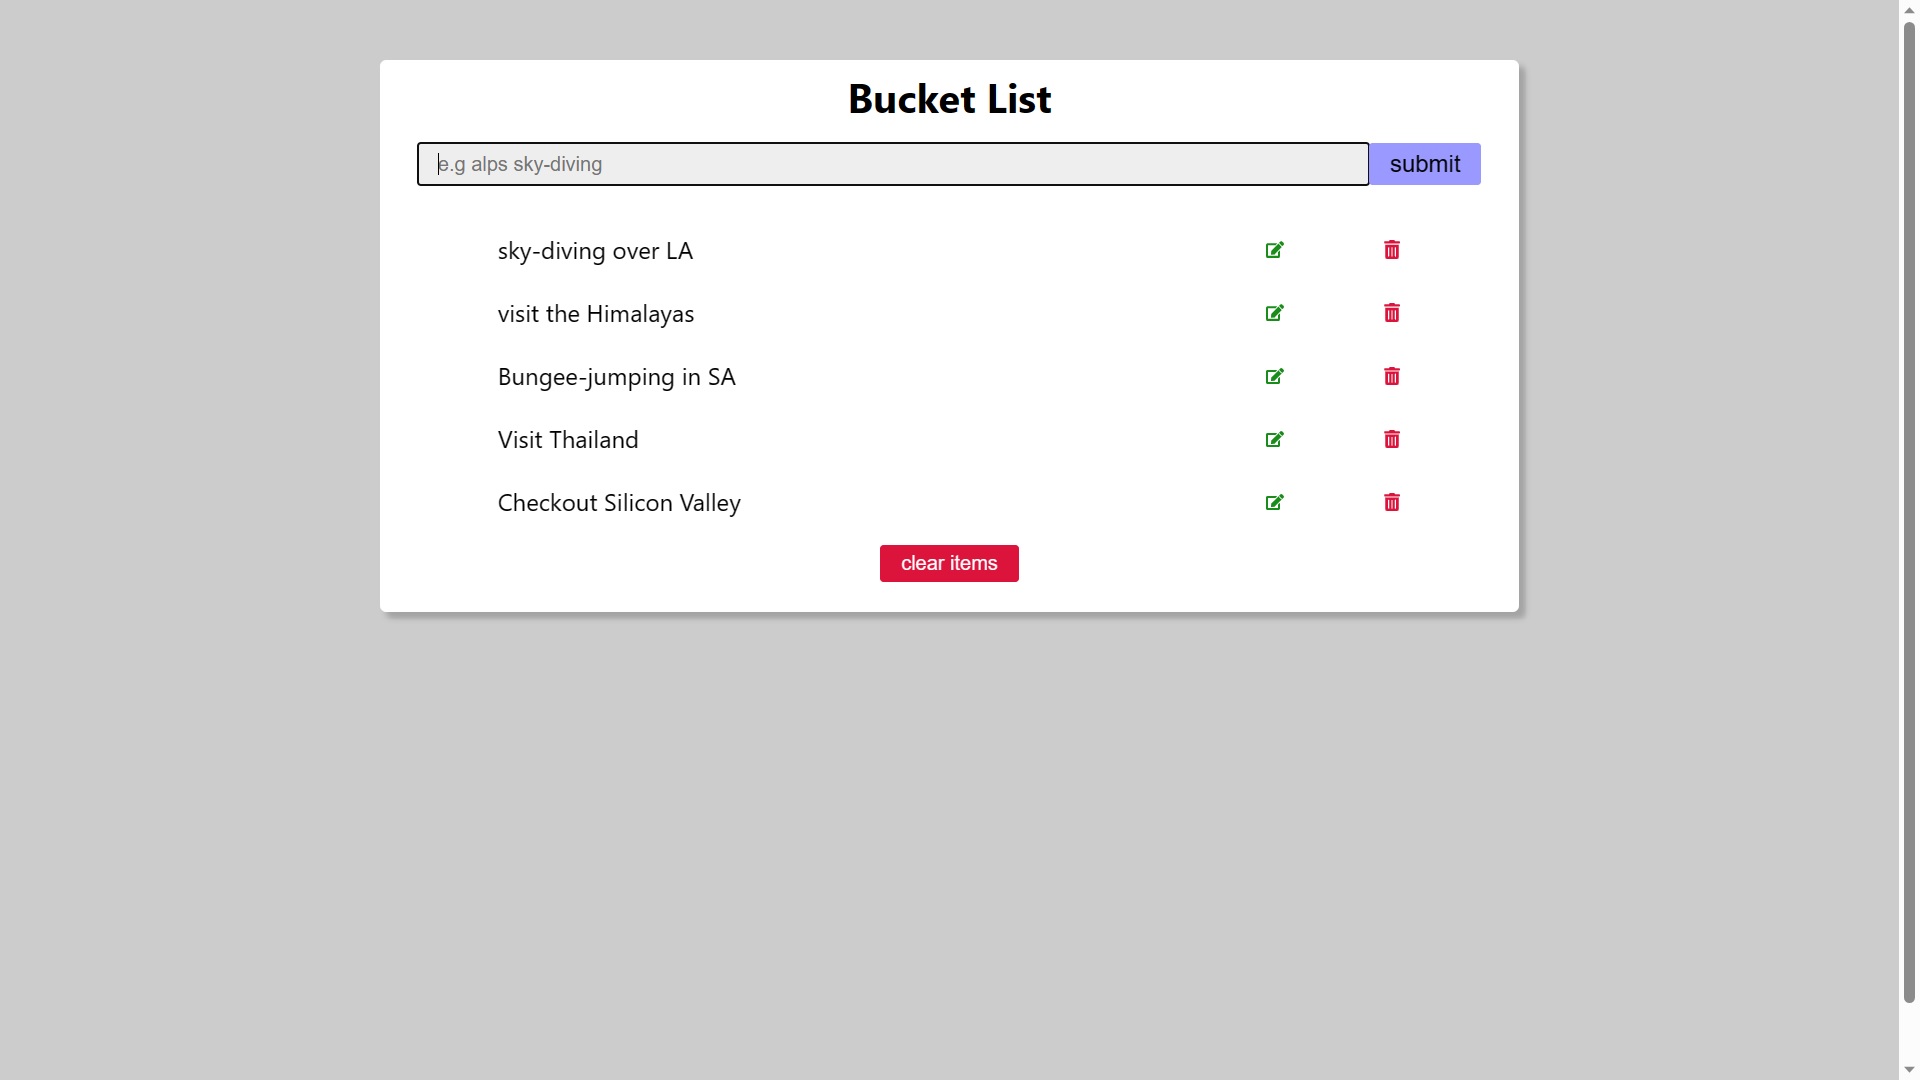 Bucket List
e.g alps sky-diving
submit
sky-diving over LA
visit the Himalayas
Bungee-jumping in SA
Visit Thailand
Checkout Silicon Valley
clear items